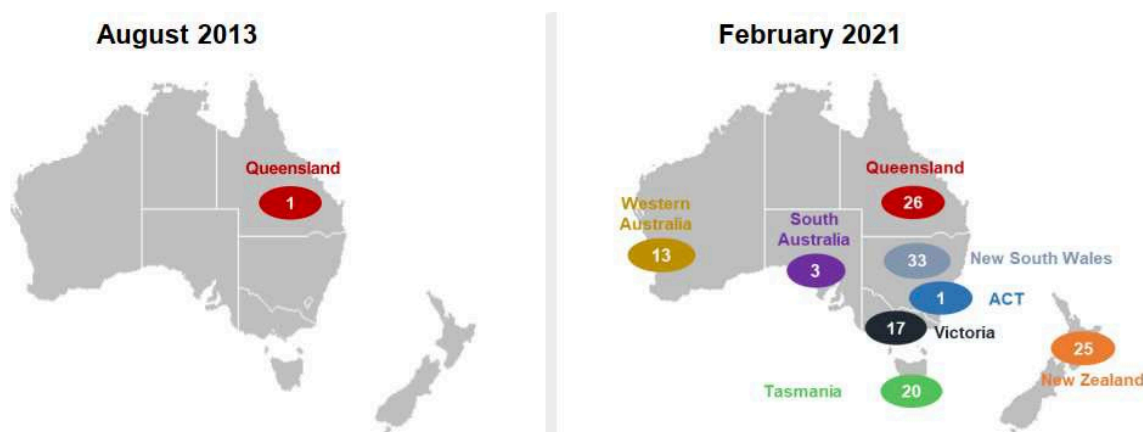 August 2013
Queensland
1
February 2021
Queensland
26
Western
Australia
13
South
Australia
3
33
New South Wales
1
ACT
17
Victoria
25
New Zealand
Tasmania
20